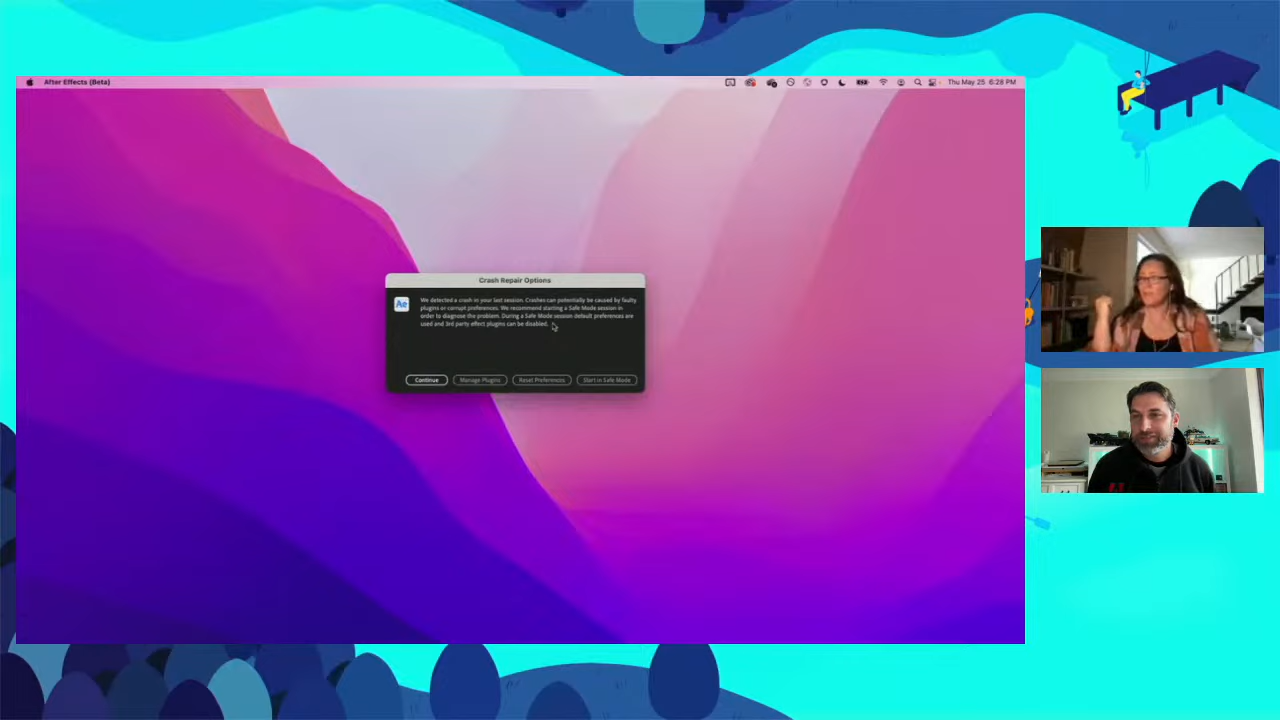 After Effects (Beta)
Thu May 25 6:28 PM
Crash Repair Options
Ae
We detected a crash in your last session. Crashes can potentially be caused by faulty
plugins or corrupt preferences. We recommend starting a Safe Mode session in
order to diagnose the problem. During a Safe Mode session default preferences are
used and 3rd party effect plugins can be disabled.
Continue
Manage Plugins
Reset Preferences
Start in Safe Mode